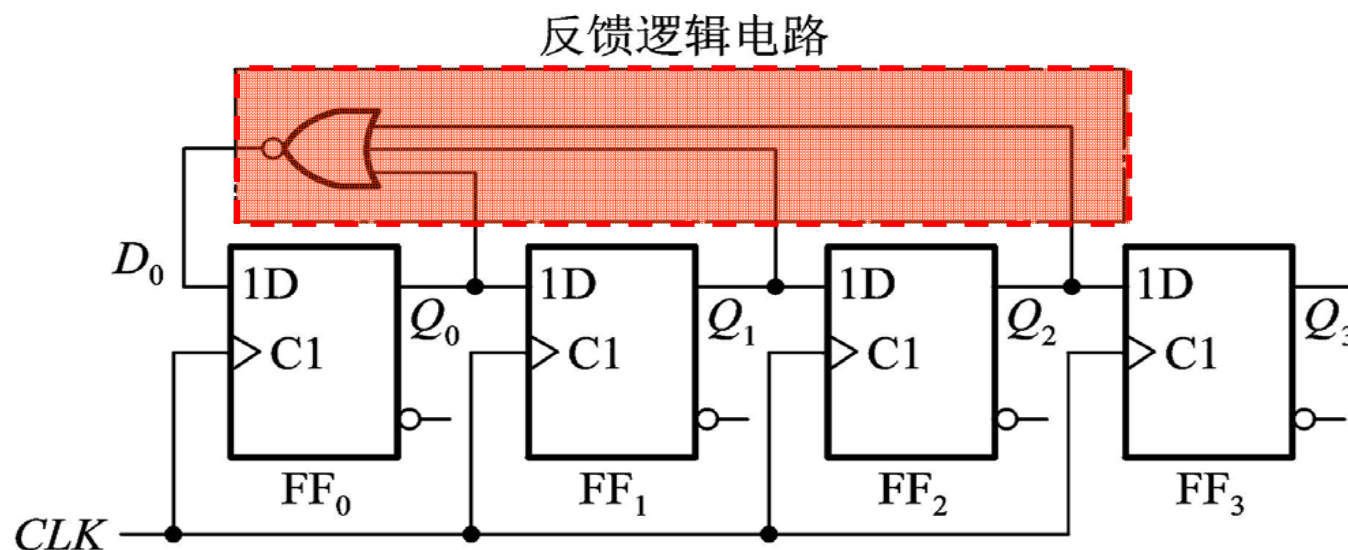 反馈逻辑电路
D₀
1D 1D 1D 1D
Q₀ Q₁ Q₂ Q₃
C1 C1 C1 C1
FF₀ FF₁ FF₂ FF₃
CLK